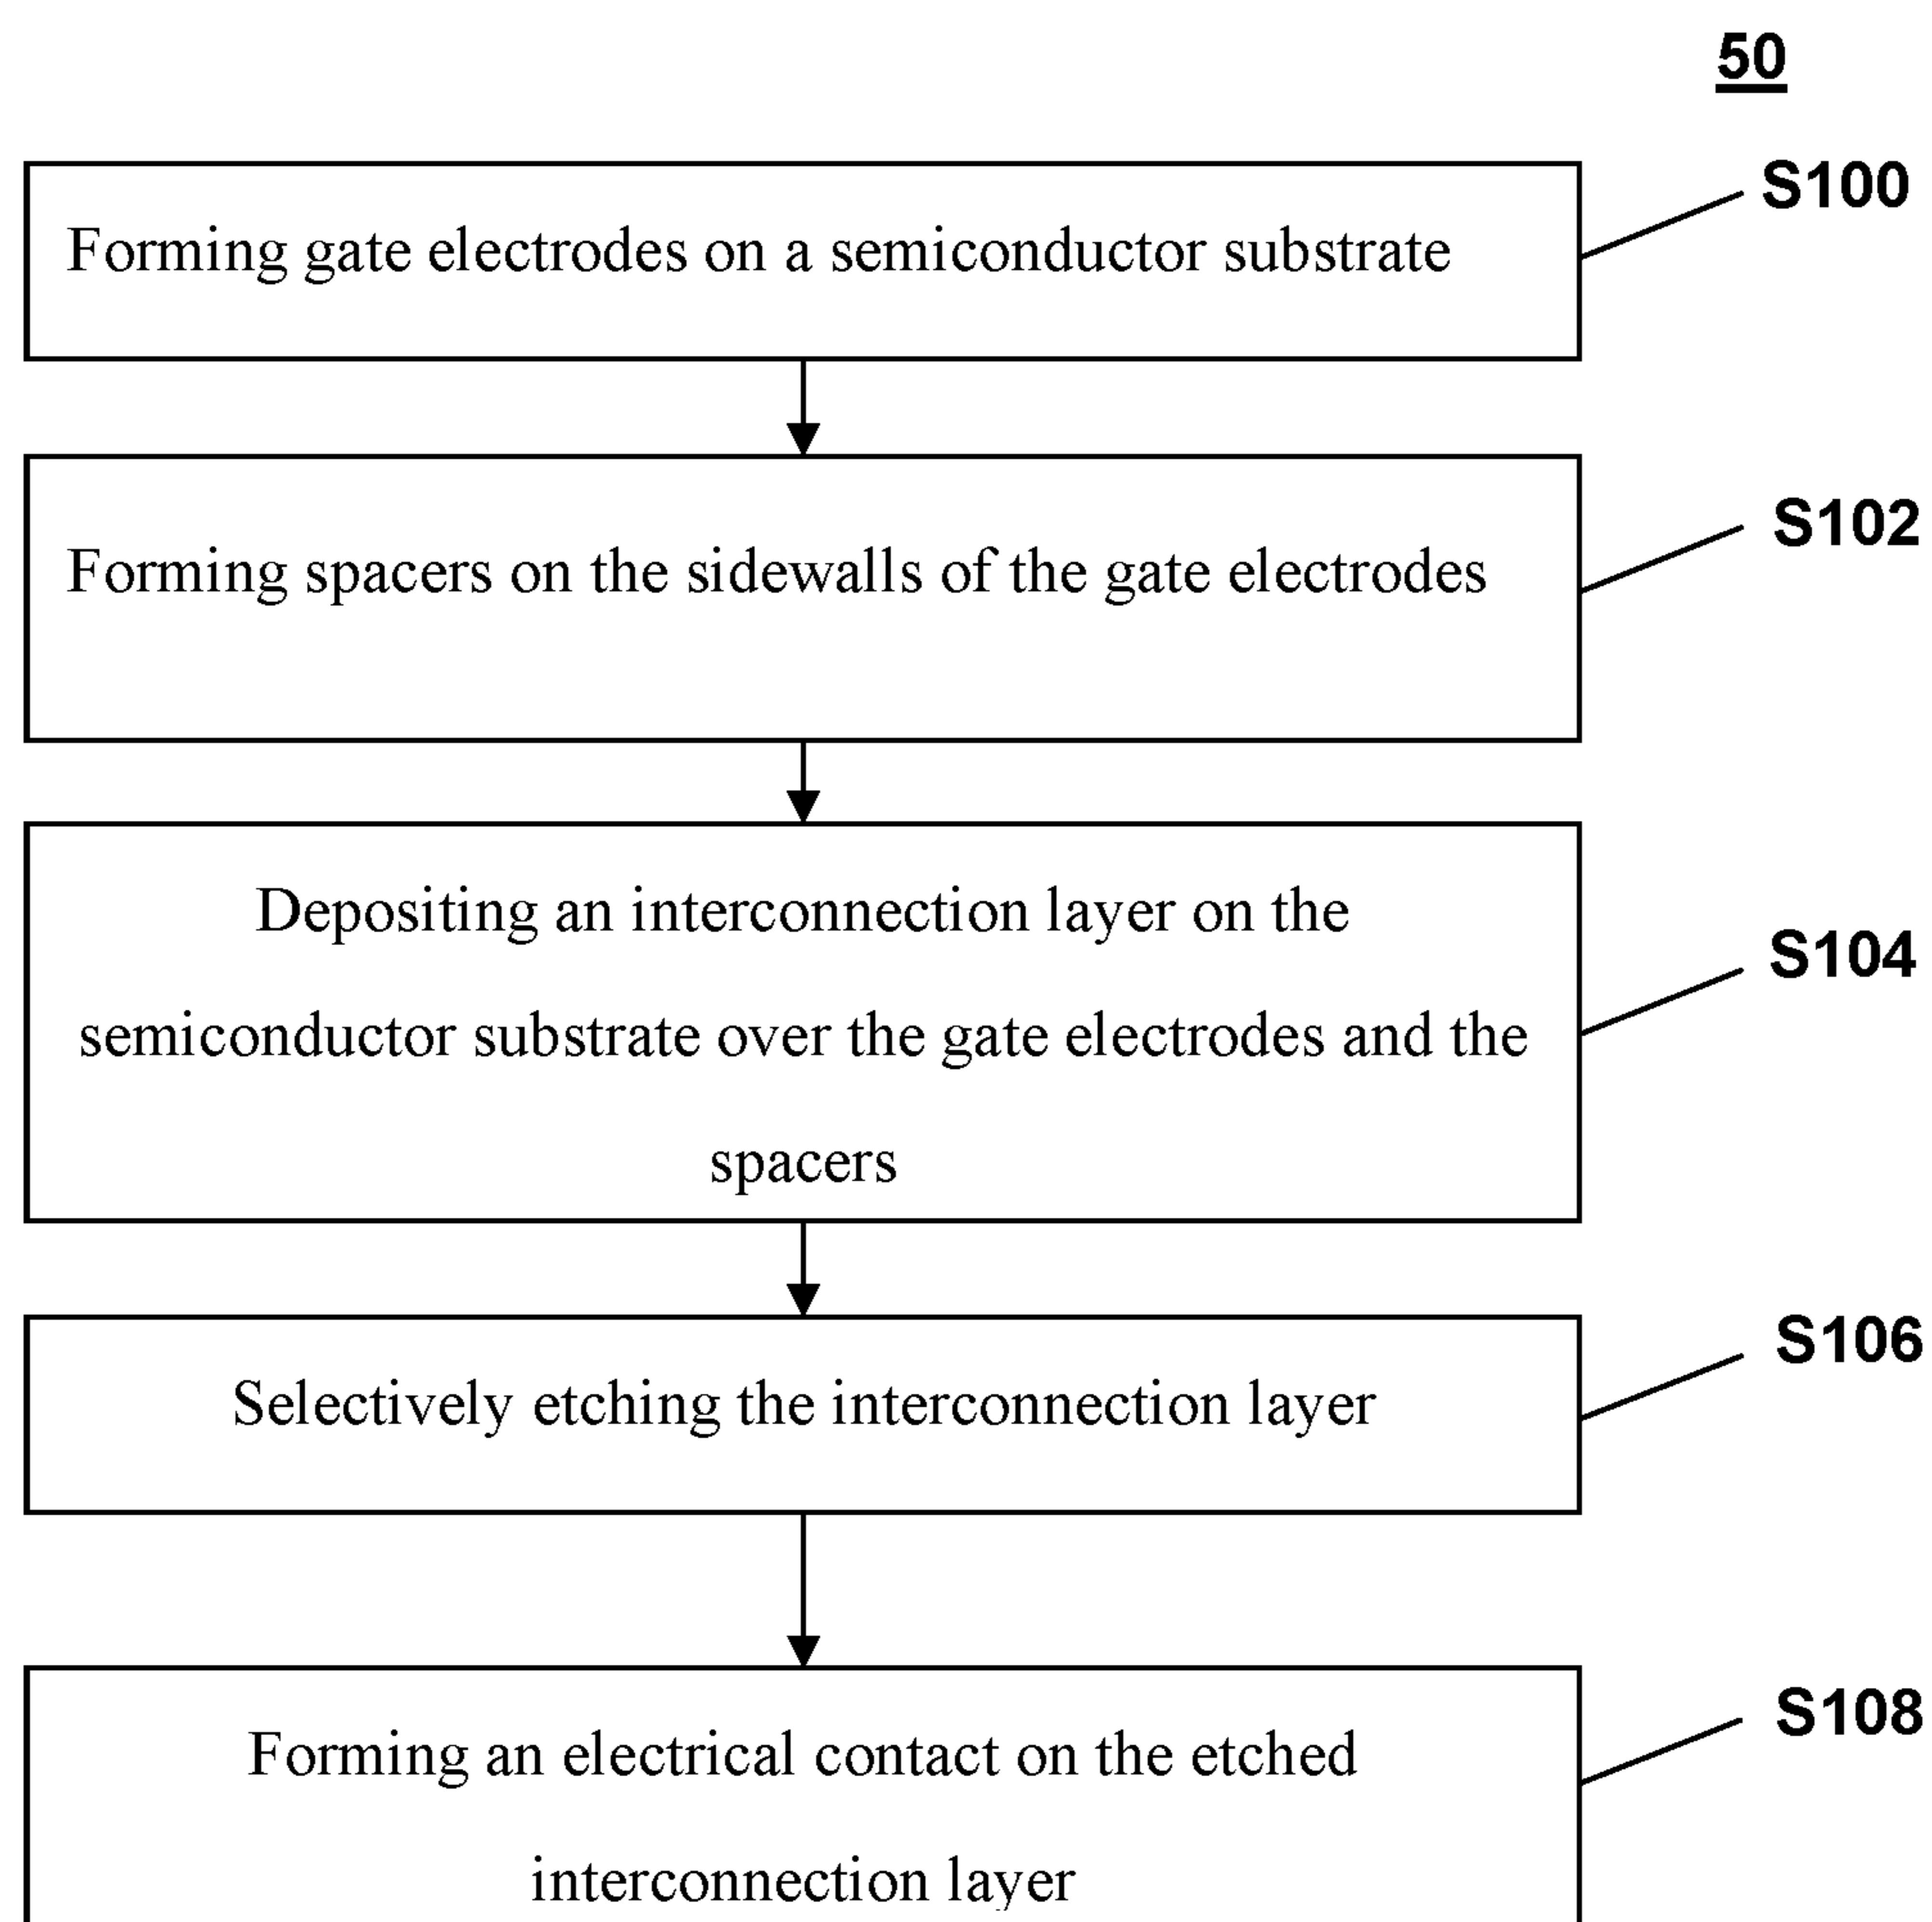 50
S100
Forming gate electrodes on a semiconductor substrate
S102
Forming spacers on the sidewalls of the gate electrodes
Depositing an interconnection layer on the
S104
semiconductor substrate over the gate electrodes and the
spacers
S106
Selectively etching the interconnection layer
S108
Forming an electrical contact on the etched
interconnection layer